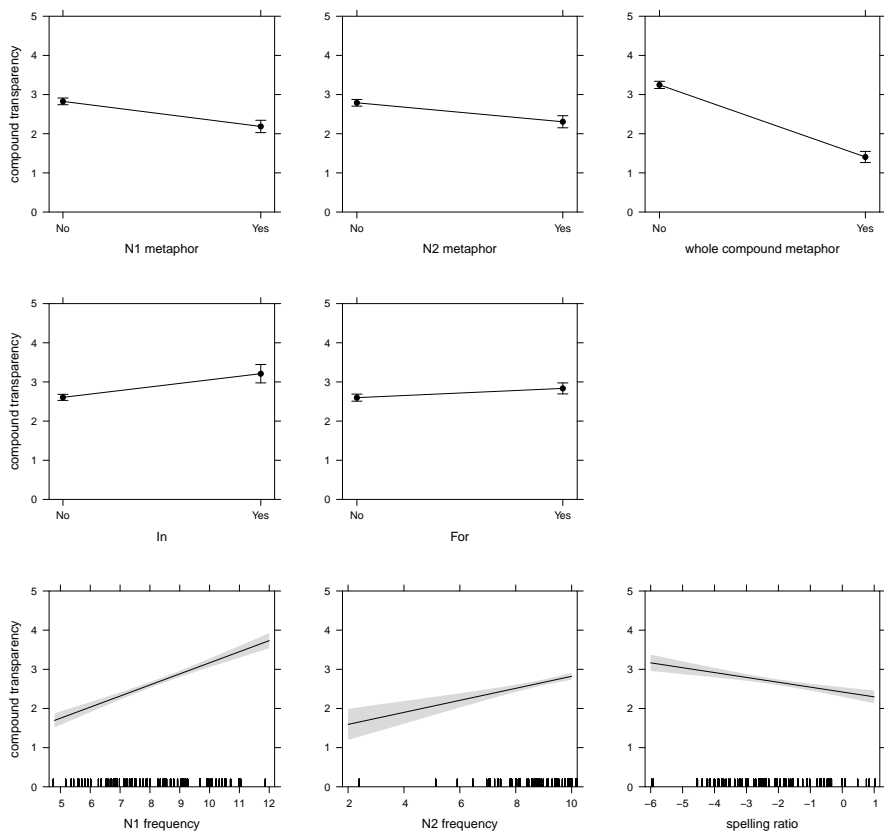 compound transparency
5
4
3
2
1
0
No Yes
N1 metaphor
5
4
3
2
1
0
No Yes
N2 metaphor
5
4
3
2
1
0
No Yes
whole compound metaphor
compound transparency
5
4
3
2
1
0
No Yes
In
5
4
3
2
1
0
No Yes
For
compound transparency
5
4
3
2
1
0
5 6 7 8 9 10 11 12
N1 frequency
5
4
3
2
1
0
2 4 6 8 10
N2 frequency
5
4
3
2
1
0
−6 −5 −4 −3 −2 −1 0 1
spelling ratio